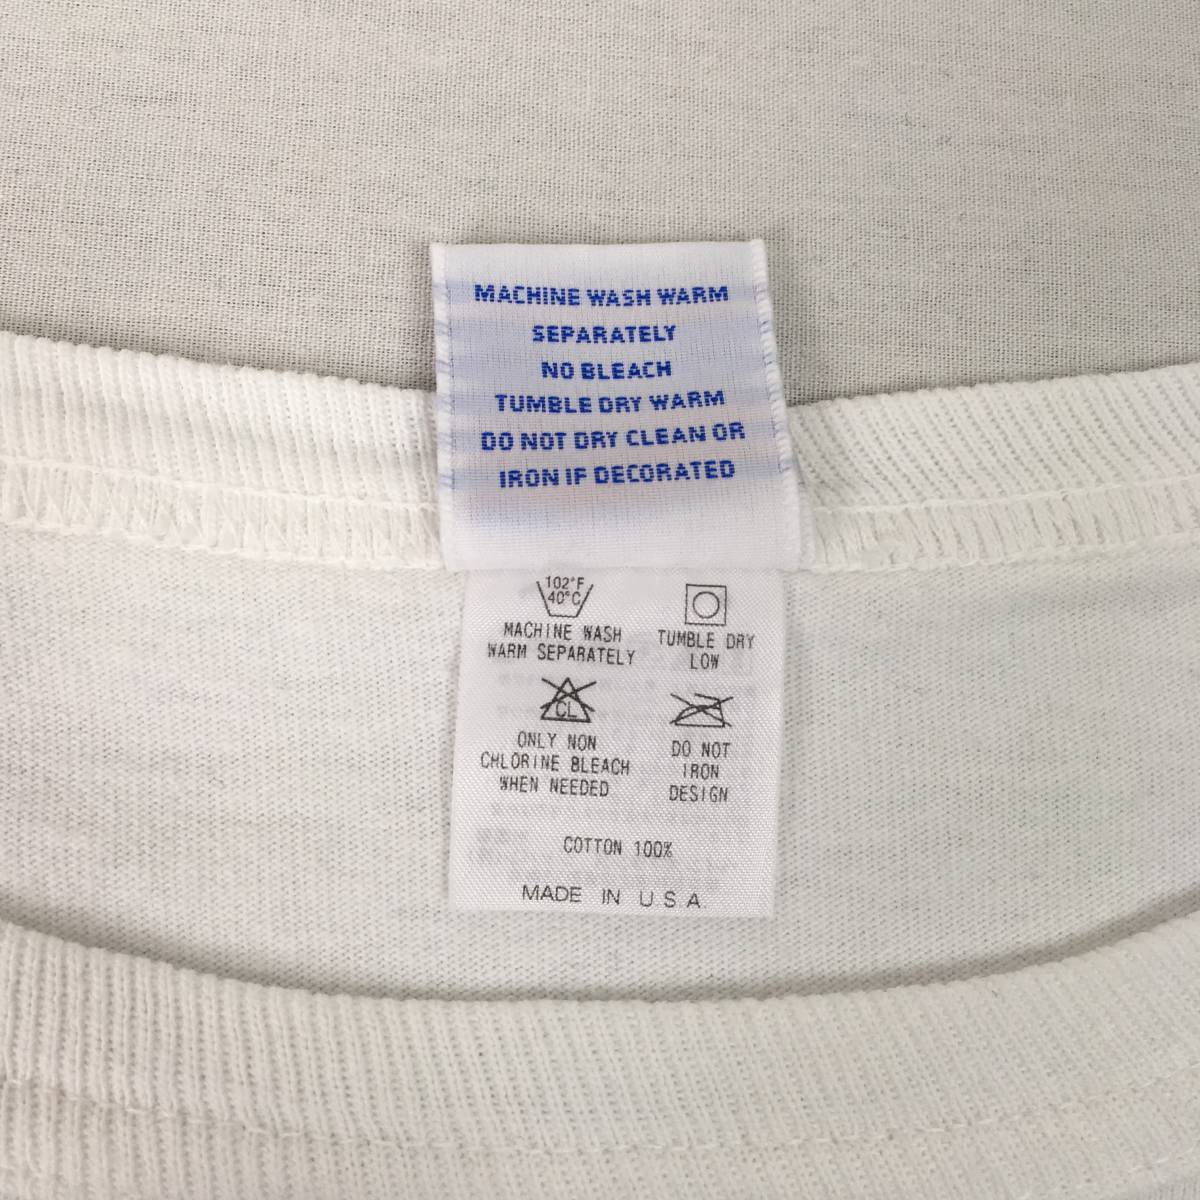 MACHINE WASH WARM
SEPARATELY
NO BLEACH
TUMBLE DRY WARM
DO NOT DRY CLEAN OR
IRON IF DECORATED
102°F
40°C
MACHINE WASH
WARM SEPARATELY
TUMBLE DRY
LOW
CL
ONLY NON
CHLORINE BLEACH
WHEN NEEDED
DO NOT
IRON
DESIGN
COTTON 100%
MADE IN U S A.